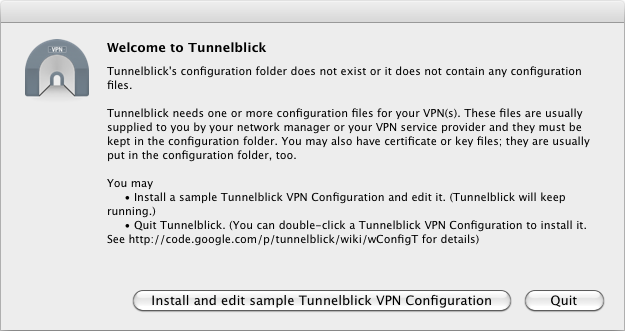 VPN
Welcome to Tunnelblick
Tunnelblick's configuration folder does not exist or it does not contain any configuration
files.
Tunnelblick needs one or more configuration files for your VPN(s). These files are usually
supplied to you by your network manager or your VPN service provider and they must be
kept in the configuration folder. You may also have certificate or key files; they are usually
put in the configuration folder, too.
You may
• Install a sample Tunnelblick VPN Configuration and edit it. (Tunnelblick will keep
running.)
• Quit Tunnelblick. (You can double-click a Tunnelblick VPN Configuration to install it.
See http://code.google.com/p/tunnelblick/wiki/wConfigT for details)
Install and edit sample Tunnelblick VPN Configuration
Quit